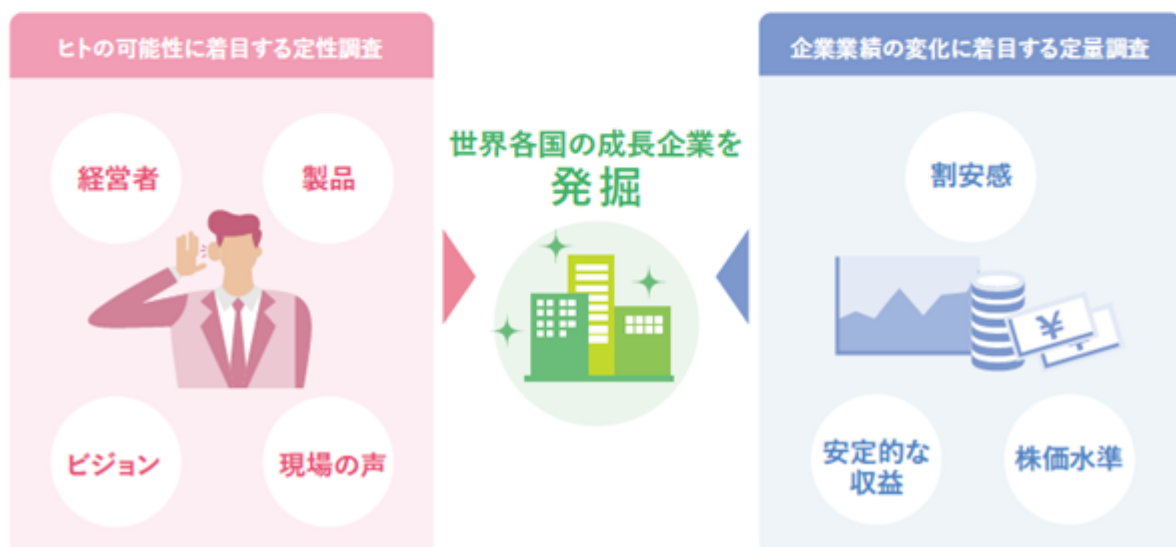 ヒトの可能性に着目する定性調査
経営者
製品
ビジョン
現場の声
世界各国の成長企業を
発掘
企業業績の変化に着目する定量調査
割安感
¥
安定的な
収益
株価水準